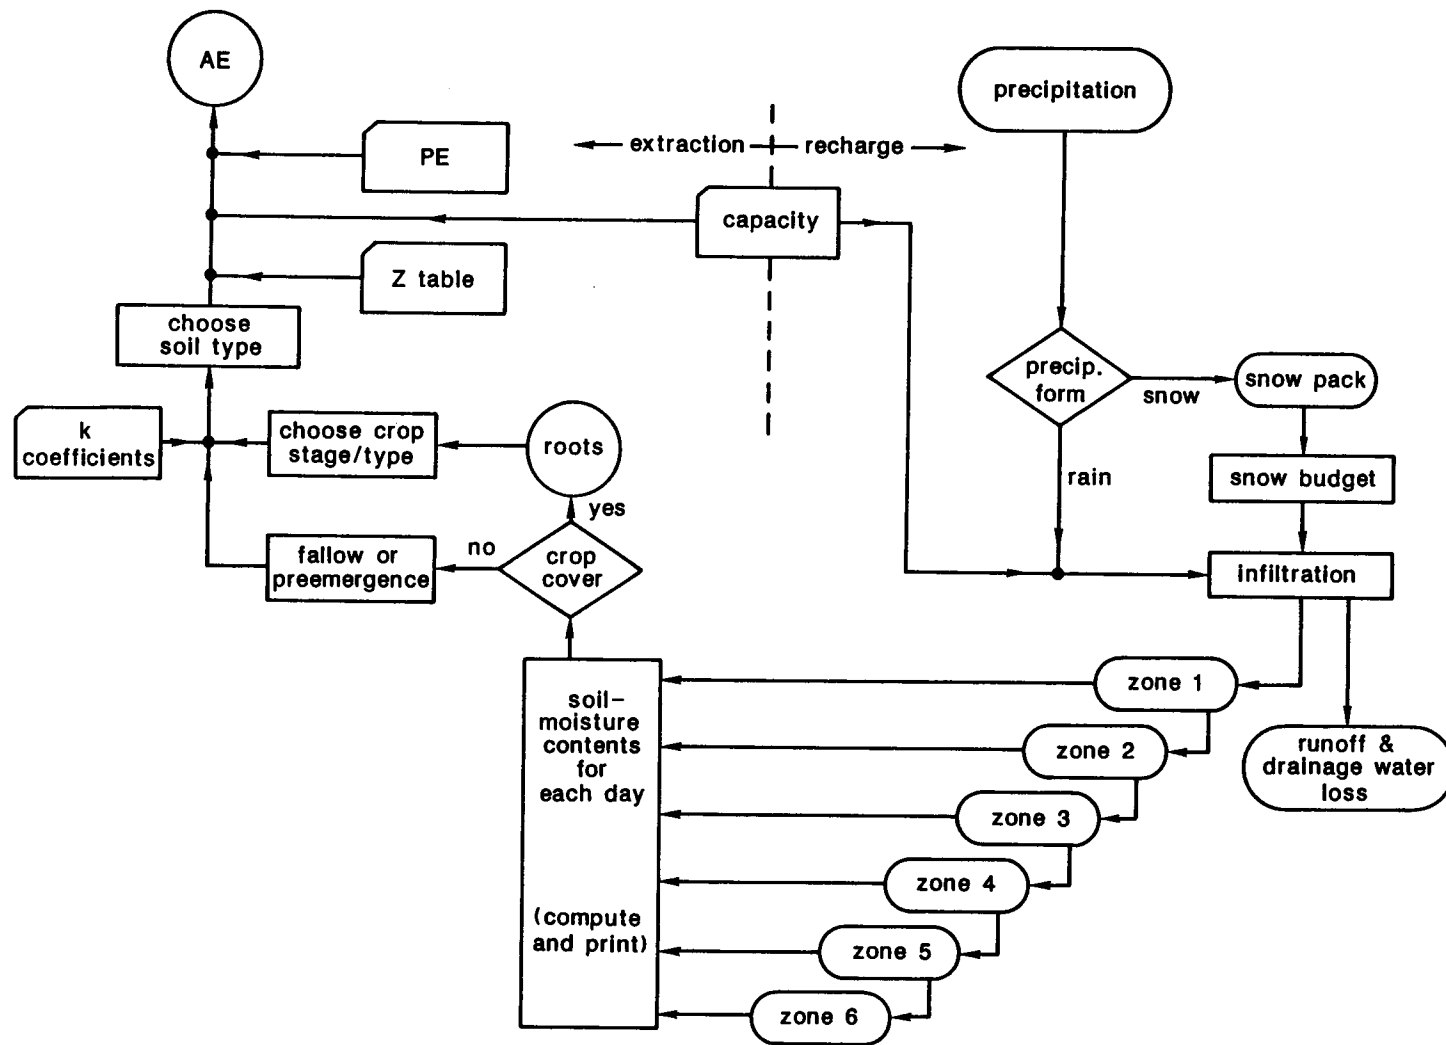 AE
precipitation
PE
extraction
recharge
capacity
Z table
choose
soil type
precip.
form
snow
snow pack
k
coefficients
choose crop
stage/type
roots
rain
snow budget
yes
no
fallow or
preemergence
crop
cover
infiltration
soil-
moisture
contents
for
each day
(compute
and print)
zone 1
zone 2
zone 3
zone 4
zone 5
zone 6
runoff &
drainage water
loss